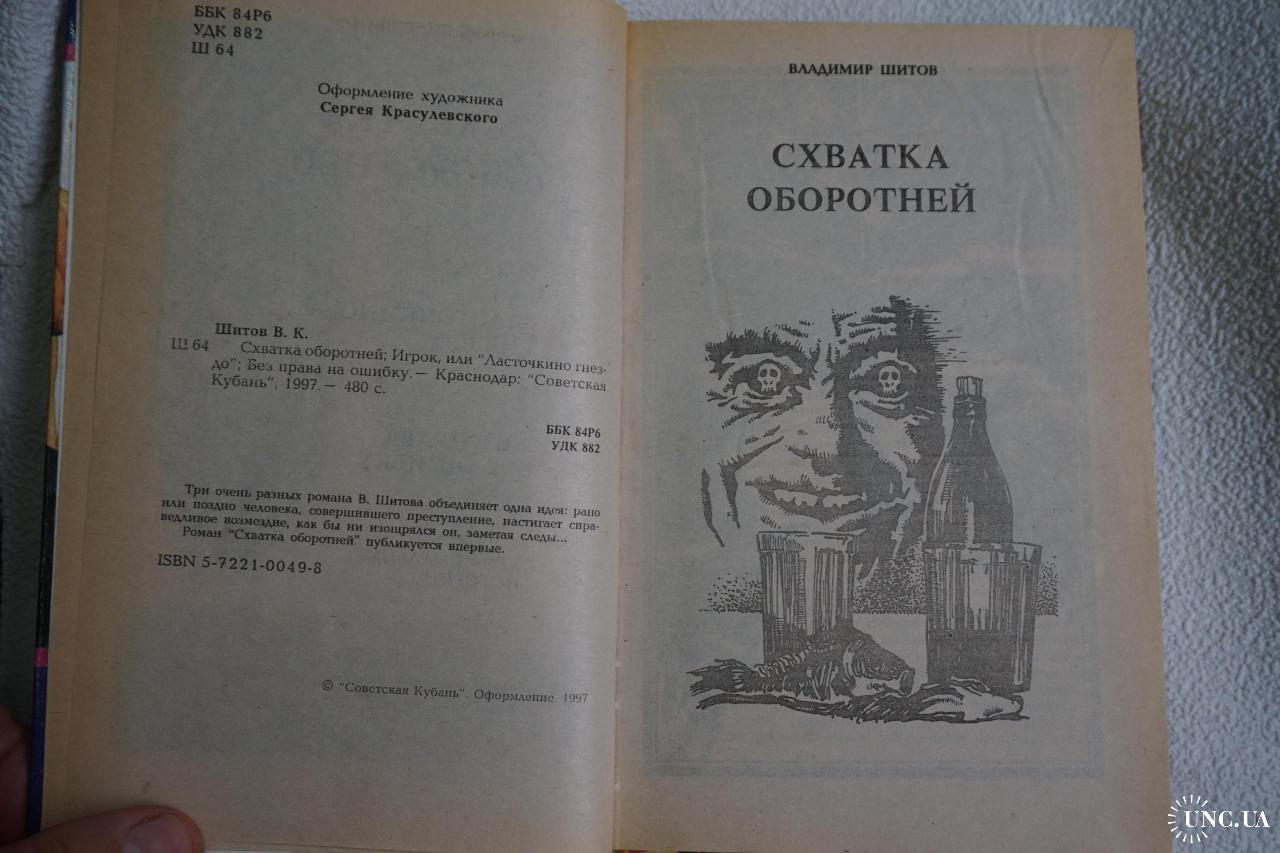 ББК 84Р6
УДК 882
Ш 64
Оформление художника
Сергея Красулевского
Шитов В. К.
Ш 64 Схватка оборотней; Игрок, или "Ласточкино гнез-
до"; Без права на ошибку.— Краснодар: "Советская
Кубань", 1997.— 480 с.
ББК 84Р6
УДК 882
Три очень разных романа В. Шитова объединяет одна идея: рано
или поздно человека, совершившего преступление, настигает спра-
ведливое возмездие, как бы ни изощрялся он, заметая следы...
Роман "Схватка оборотней" публикуется впервые.
ISBN 5-7221-0049-8
© "Советская Кубань". Оформление 1997
ВЛАДИМИР ШИТОВ
СХВАТКА
ОБОРОТНЕЙ
UNC.UA